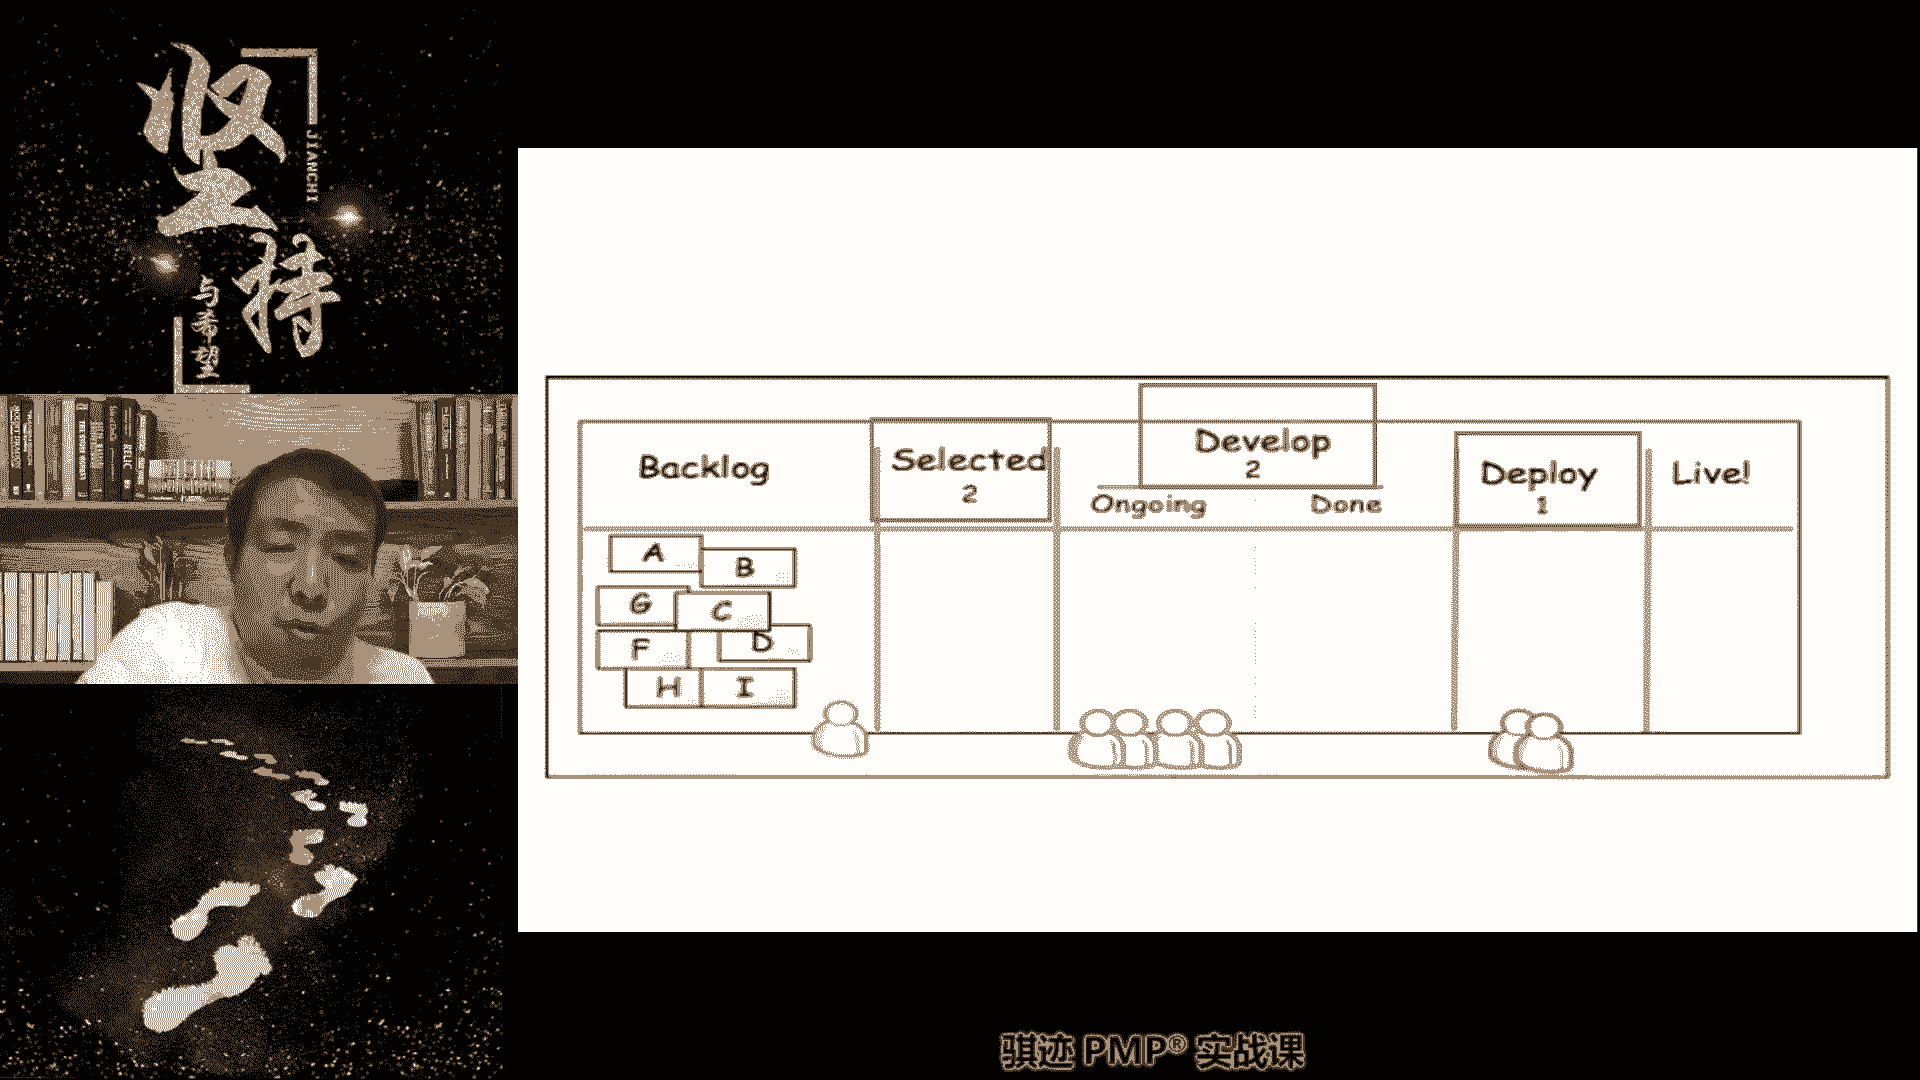 坚持
JIANCHI
与希望
Backlog
Selected
2
Develop
2
Ongoing
Done
Deploy
1
Live!
A
B
G
C
F
D
H
I
骐迹 PMP® 实战课